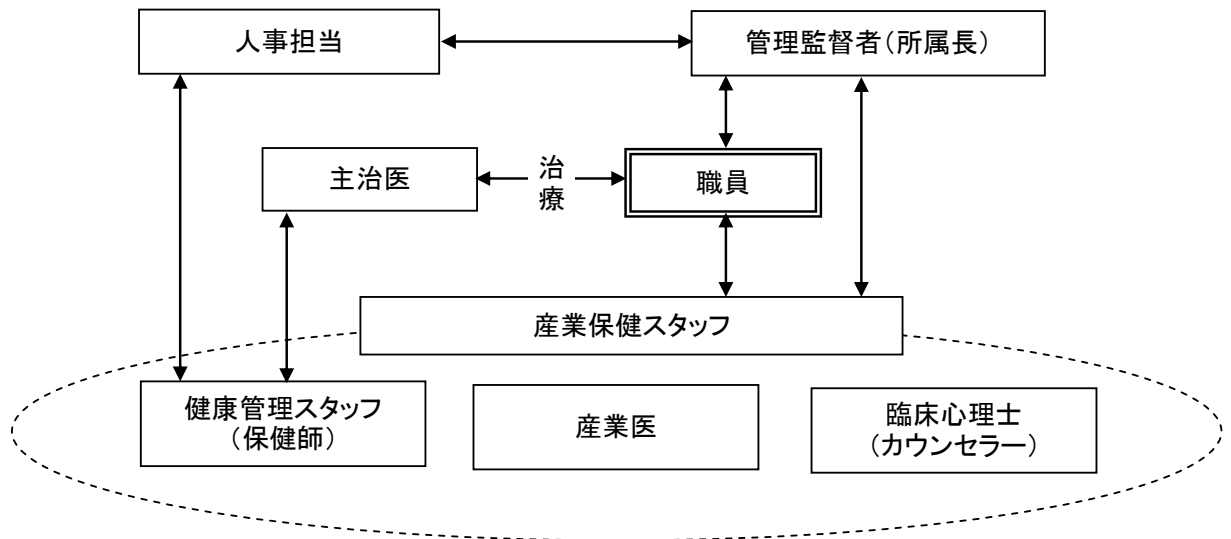 人事担当
管理監督者（所属長）
主治医
治
療
職員
産業保健スタッフ
健康管理スタッフ
（保健師）
産業医
臨床心理士
（カウンセラー）